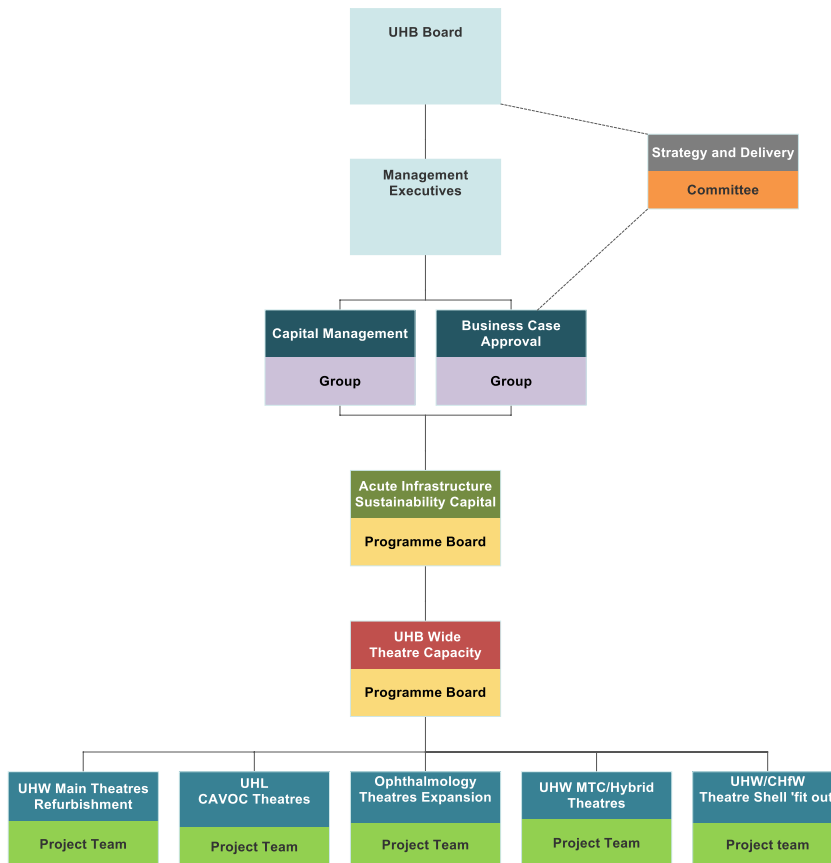 UHB Board
Strategy and Delivery
Committee
Management
Executives
Capital Management
Group
Business Case
Approval
Group
Acute Infrastructure
Sustainability Capital
Programme Board
UHB Wide
Theatre Capacity
Programme Board
UHW Main Theatres
Refurbishment
Project Team
UHL
CAVOC Theatres
Project Team
Ophthalmology
Theatres Expansion
Project Team
UHW MTC/Hybrid
Theatres
Project Team
UHW/CHfW
Theatre Shell 'fit out
Project team